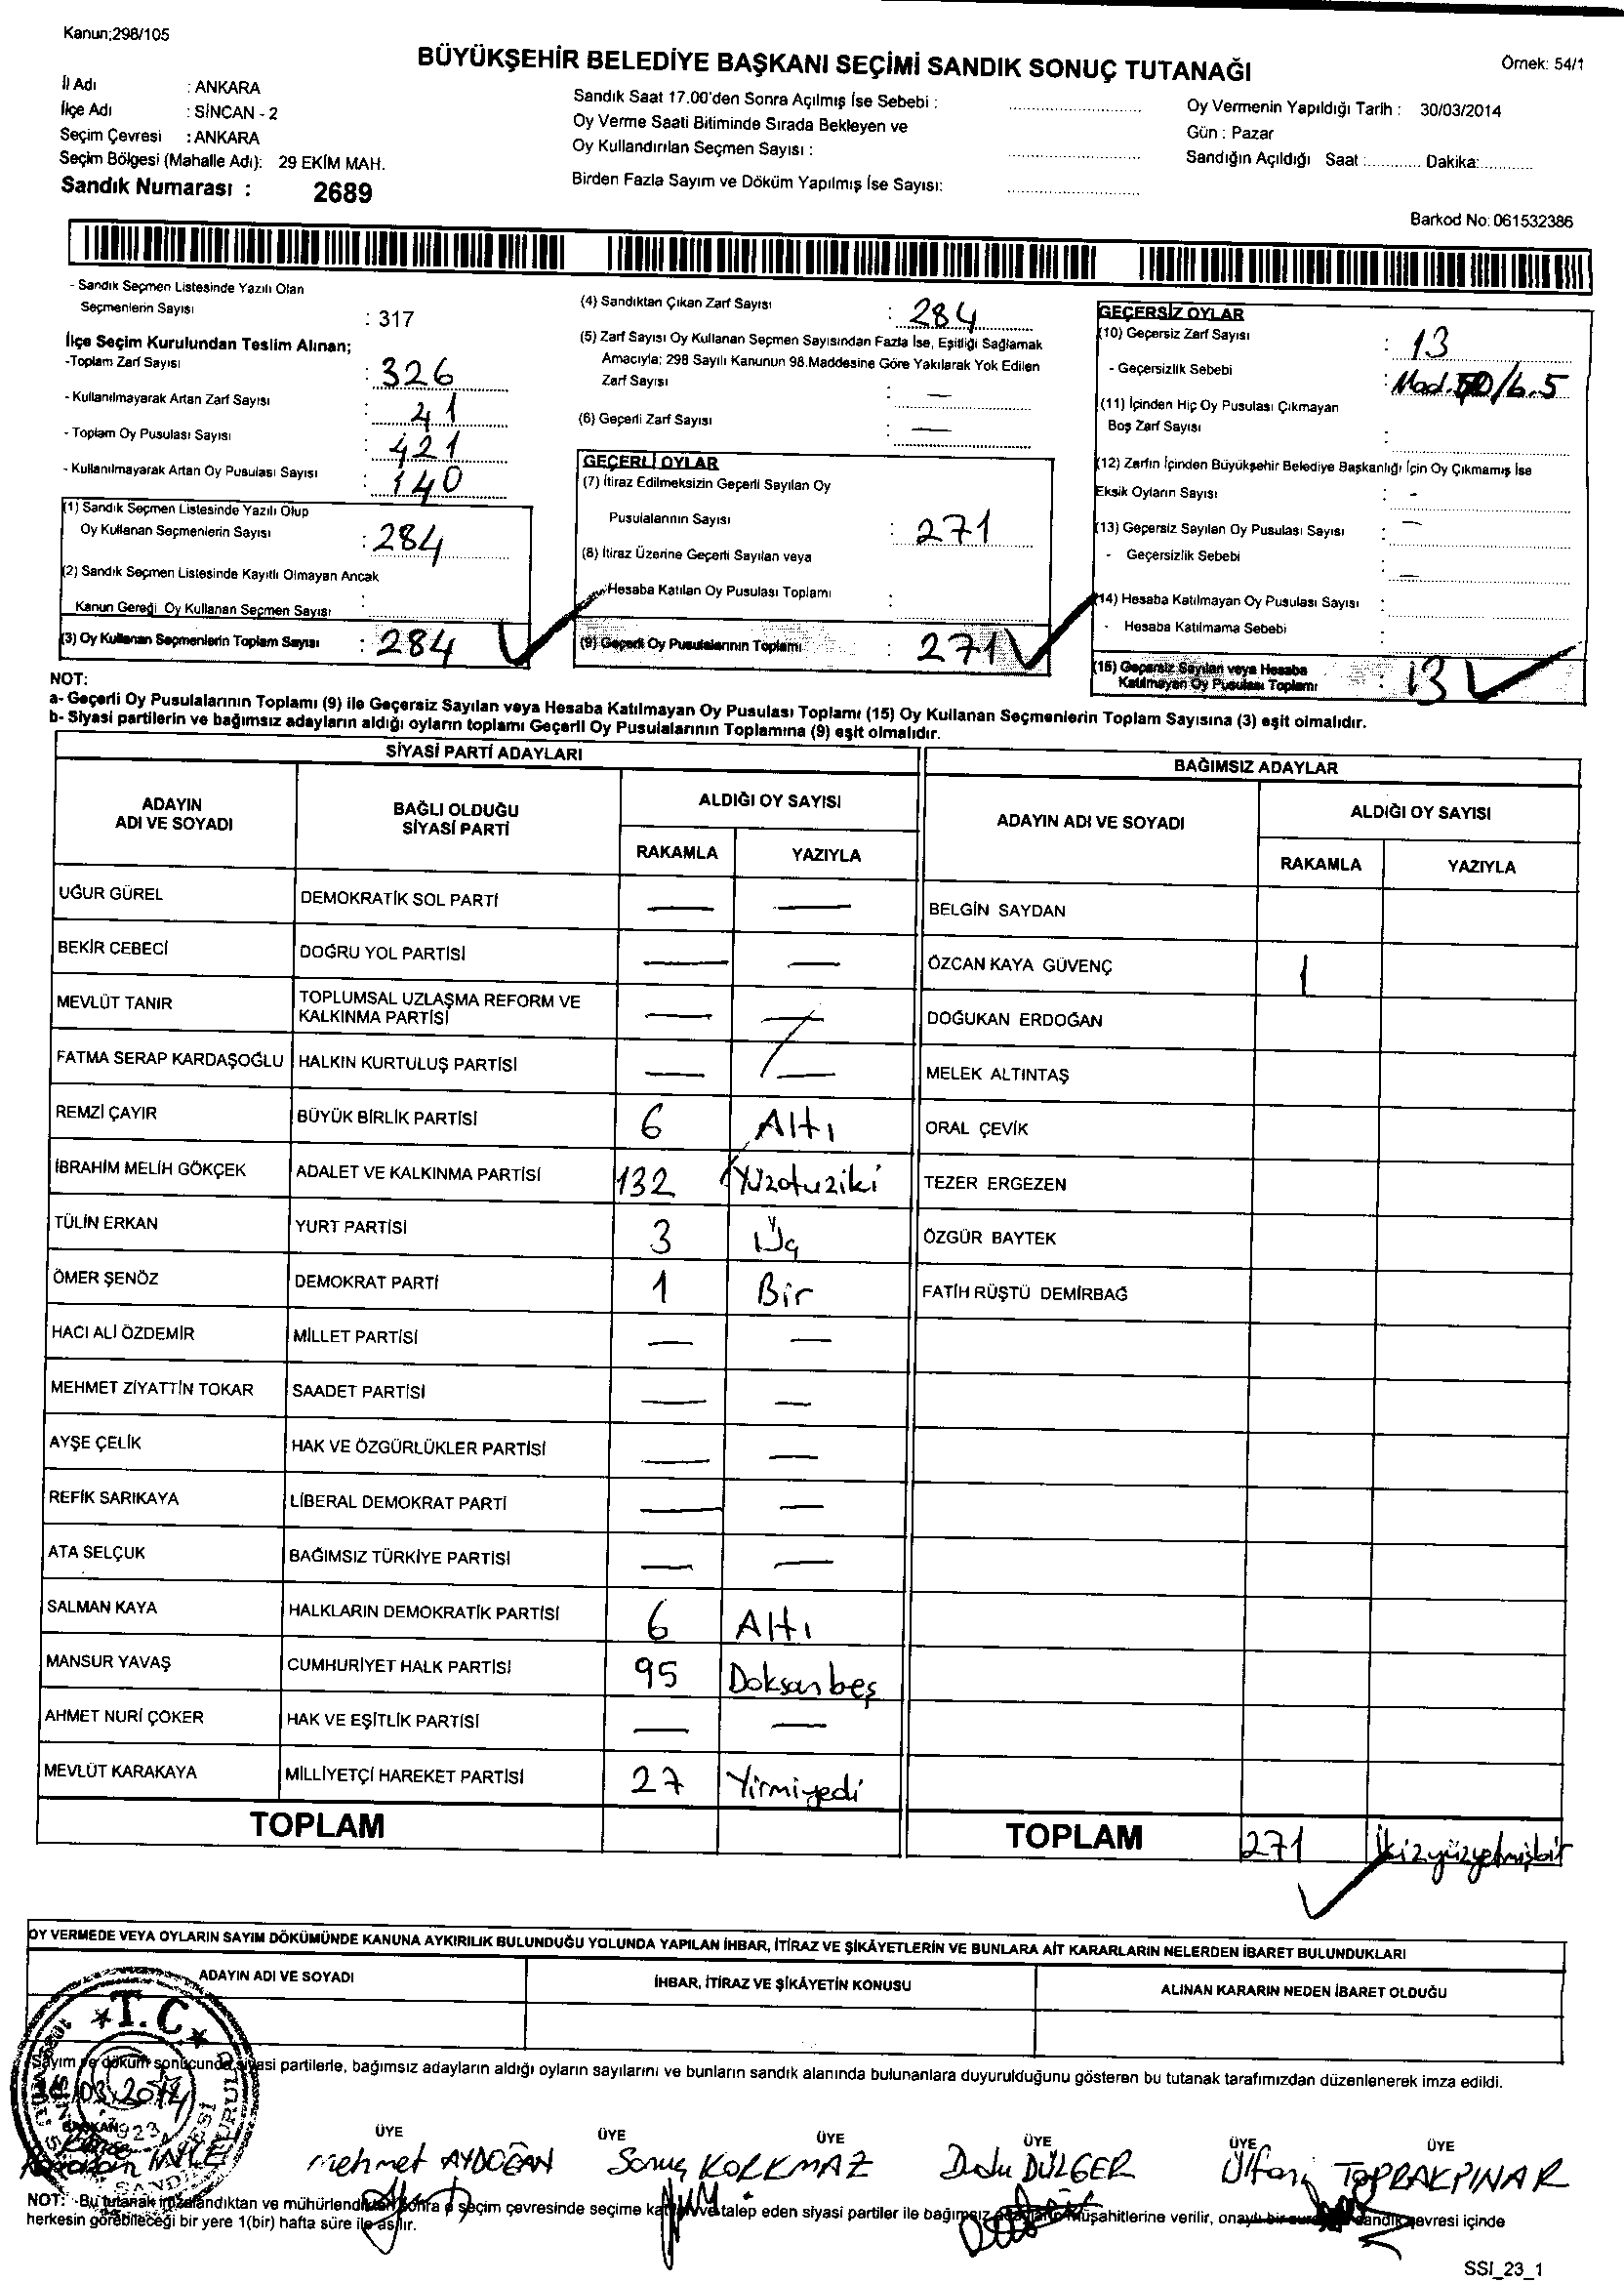 Kanun;298/105
BÜYÜKŞEHİR BELEDİYE BAŞKANI SEÇİMİ SANDIK SONUÇ TUTANAĞI
Örnek: 54/1
İl Adı : ANKARA
İlçe Adı : SİNCAN - 2
Seçim Çevresi : ANKARA
Seçim Bölgesi (Mahalle Adı): 29 EKİM MAH.
Sandık Numarası : 2689
Sandık Saat 17.00'den Sonra Açılmış İse Sebebi :
Oy Verme Saati Bitiminde Sırada Bekleyen ve
Oy Kullandırılan Seçmen Sayısı :
Birden Fazla Sayım ve Döküm Yapılmış İse Sayısı:
Oy Vermenin Yapıldığı Tarih : 30/03/2014
Gün : Pazar
Sandığın Açıldığı Saat :............ Dakika:............
Barkod No: 061532386
- Sandık Seçmen Listesinde Yazılı Olan
Seçmenlerin Sayısı : 317
İlçe Seçim Kurulundan Teslim Alınan;
-Toplam Zarf Sayısı : 326
- Kullanılmayarak Artan Zarf Sayısı : 41
- Toplam Oy Pusulası Sayısı : 421
- Kullanılmayarak Artan Oy Pusulası Sayısı : 140
(1) Sandık Seçmen Listesinde Yazılı Olup
Oy Kullanan Seçmenlerin Sayısı : 284
(2) Sandık Seçmen Listesinde Kayıtlı Olmayan Ancak
Kanun Gereği Oy Kullanan Seçmen Sayısı :
(3) Oy Kullanan Seçmenlerin Toplam Sayısı : 284
(4) Sandıktan Çıkan Zarf Sayısı : 284
(5) Zarf Sayısı Oy Kullanan Seçmen Sayısından Fazla İse, Eşitliği Sağlamak
Amacıyla; 298 Sayılı Kanunun 98.Maddesine Göre Yakılarak Yok Edilen
Zarf Sayısı : —
(6) Geçerli Zarf Sayısı : —
GEÇERLİ OYLAR
(7) İtiraz Edilmeksizin Geçerli Sayılan Oy
Pusulalarının Sayısı : 271
(8) İtiraz Üzerine Geçerli Sayılan veya
Hesaba Katılan Oy Pusulası Toplamı :
(9) Geçerli Oy Pusulalarının Toplamı : 271
GEÇERSİZ OYLAR
(10) Geçersiz Zarf Sayısı : 13
- Geçersizlik Sebebi : Mad. /6.5
(11) İçinden Hiç Oy Pusulası Çıkmayan
Boş Zarf Sayısı :
(12) Zarfın İçinden Büyükşehir Belediye Başkanlığı İçin Oy Çıkmamış İse
Eksik Oyların Sayısı : -
(13) Geçersiz Sayılan Oy Pusulası Sayısı : —
- Geçersizlik Sebebi : —
(14) Hesaba Katılmayan Oy Pusulası Sayısı :
- Hesaba Katılmama Sebebi :
(15) Geçersiz Sayılan veya Hesaba
Katılmayan Oy Pusulası Toplamı : 13
NOT:
a- Geçerli Oy Pusulalarının Toplamı (9) ile Geçersiz Sayılan veya Hesaba Katılmayan Oy Pusulası Toplamı (15) Oy Kullanan Seçmenlerin Toplam Sayısına (3) eşit olmalıdır.
b- Siyasi partilerin ve bağımsız adayların aldığı oyların toplamı Geçerli Oy Pusulalarının Toplamına (9) eşit olmalıdır.
SİYASİ PARTİ ADAYLARI
ADAYIN ADI VE SOYADI
BAĞLI OLDUĞU SİYASİ PARTİ
ALDIĞI OY SAYISI
RAKAMLA YAZIYLA
UĞUR GÜREL DEMOKRATİK SOL PARTİ — —
BEKİR CEBECİ DOĞRU YOL PARTİSİ — —
MEVLÜT TANIR TOPLUMSAL UZLAŞMA REFORM VE KALKINMA PARTİSİ — —
FATMA SERAP KARDAŞOĞLU HALKIN KURTULUŞ PARTİSİ — —
REMZİ ÇAYIR BÜYÜK BİRLİK PARTİSİ 6 Altı
İBRAHİM MELİH GÖKÇEK ADALET VE KALKINMA PARTİSİ 132 Yüzotuziki
TÜLİN ERKAN YURT PARTİSİ 3 Üç
ÖMER ŞENÖZ DEMOKRAT PARTİ 1 Bir
HACI ALİ ÖZDEMİR MİLLET PARTİSİ — —
MEHMET ZİYATTİN TOKAR SAADET PARTİSİ — —
AYŞE ÇELİK HAK VE ÖZGÜRLÜKLER PARTİSİ — —
REFİK SARIKAYA LİBERAL DEMOKRAT PARTİ — —
ATA SELÇUK BAĞIMSIZ TÜRKİYE PARTİSİ — —
SALMAN KAYA HALKLARIN DEMOKRATİK PARTİSİ 6 Altı
MANSUR YAVAŞ CUMHURİYET HALK PARTİSİ 95 Doksanbeş
AHMET NURİ ÇOKER HAK VE EŞİTLİK PARTİSİ — —
MEVLÜT KARAKAYA MİLLİYETÇİ HAREKET PARTİSİ 27 Yirmiyedi
TOPLAM
BAĞIMSIZ ADAYLAR
ADAYIN ADI VE SOYADI
ALDIĞI OY SAYISI
RAKAMLA YAZIYLA
BELGİN SAYDAN
ÖZCAN KAYA GÜVENÇ 1
DOĞUKAN ERDOĞAN
MELEK ALTINTAŞ
ORAL ÇEVİK
TEZER ERGEZEN
ÖZGÜR BAYTEK
FATİH RÜŞTÜ DEMİRBAĞ
TOPLAM 271 İkizyüzyetmişbir
OY VERMEDE VEYA OYLARIN SAYIM DÖKÜMÜNDE KANUNA AYKIRILIK BULUNDUĞU YOLUNDA YAPILAN İHBAR, İTİRAZ VE ŞİKÂYETLERİN VE BUNLARA AİT KARARLARIN NELERDEN İBARET BULUNDUKLARI
ADAYIN ADI VE SOYADI
İHBAR, İTİRAZ VE ŞİKÂYETİN KONUSU
ALINAN KARARIN NEDEN İBARET OLDUĞU
T.C.
Sayım ve döküm sonucunda siyasi partilerle, bağımsız adayların aldığı oyların sayılarını ve bunların sandık alanında bulunanlara duyurulduğunu gösteren bu tutanak tarafımızdan düzenlenerek imza edildi.
30/03/2014
BAŞKAN ÜYE ÜYE ÜYE ÜYE ÜYE ÜYE
Mehmet AYDOĞAN Sonuç KORKMAZ Dudu DÜLGER Ülfani TOPRAKPINAR
NOT: -Bu tutanak imzalandıktan ve mühürlendikten sonra o seçim çevresinde seçime katılan ve talep eden siyasi partiler ile bağımsız adayların müşahitlerine verilir, onaylı bir sureti de sandık çevresi içinde
herkesin görebileceği bir yere 1(bir) hafta süre ile asılır.
SSI_23_1